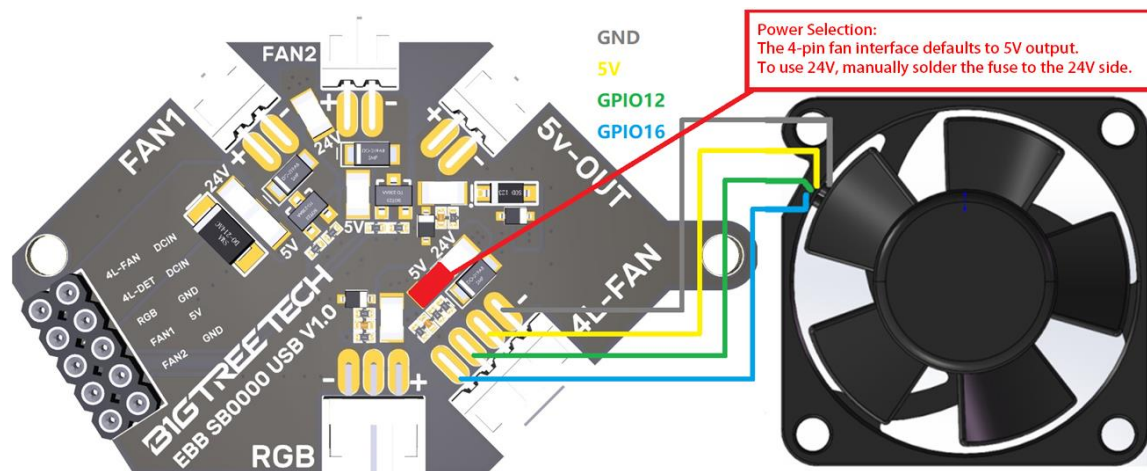 GND
5V
GPIO12
GPIO16
Power Selection:
The 4-pin fan interface defaults to 5V output.
To use 24V, manually solder the fuse to the 24V side.
FAN2
+ -
24V
FAN1
+ -
24V
5V
5V
+ -
5v-OUT
5V 24V
4L-FAN
-
4L-FAN DCIN
4L-DET DCIN
RGB GND
FAN1 5V
FAN2 GND
BIGTREETECH
EBB SB0000 USB V1.0
- +
RGB